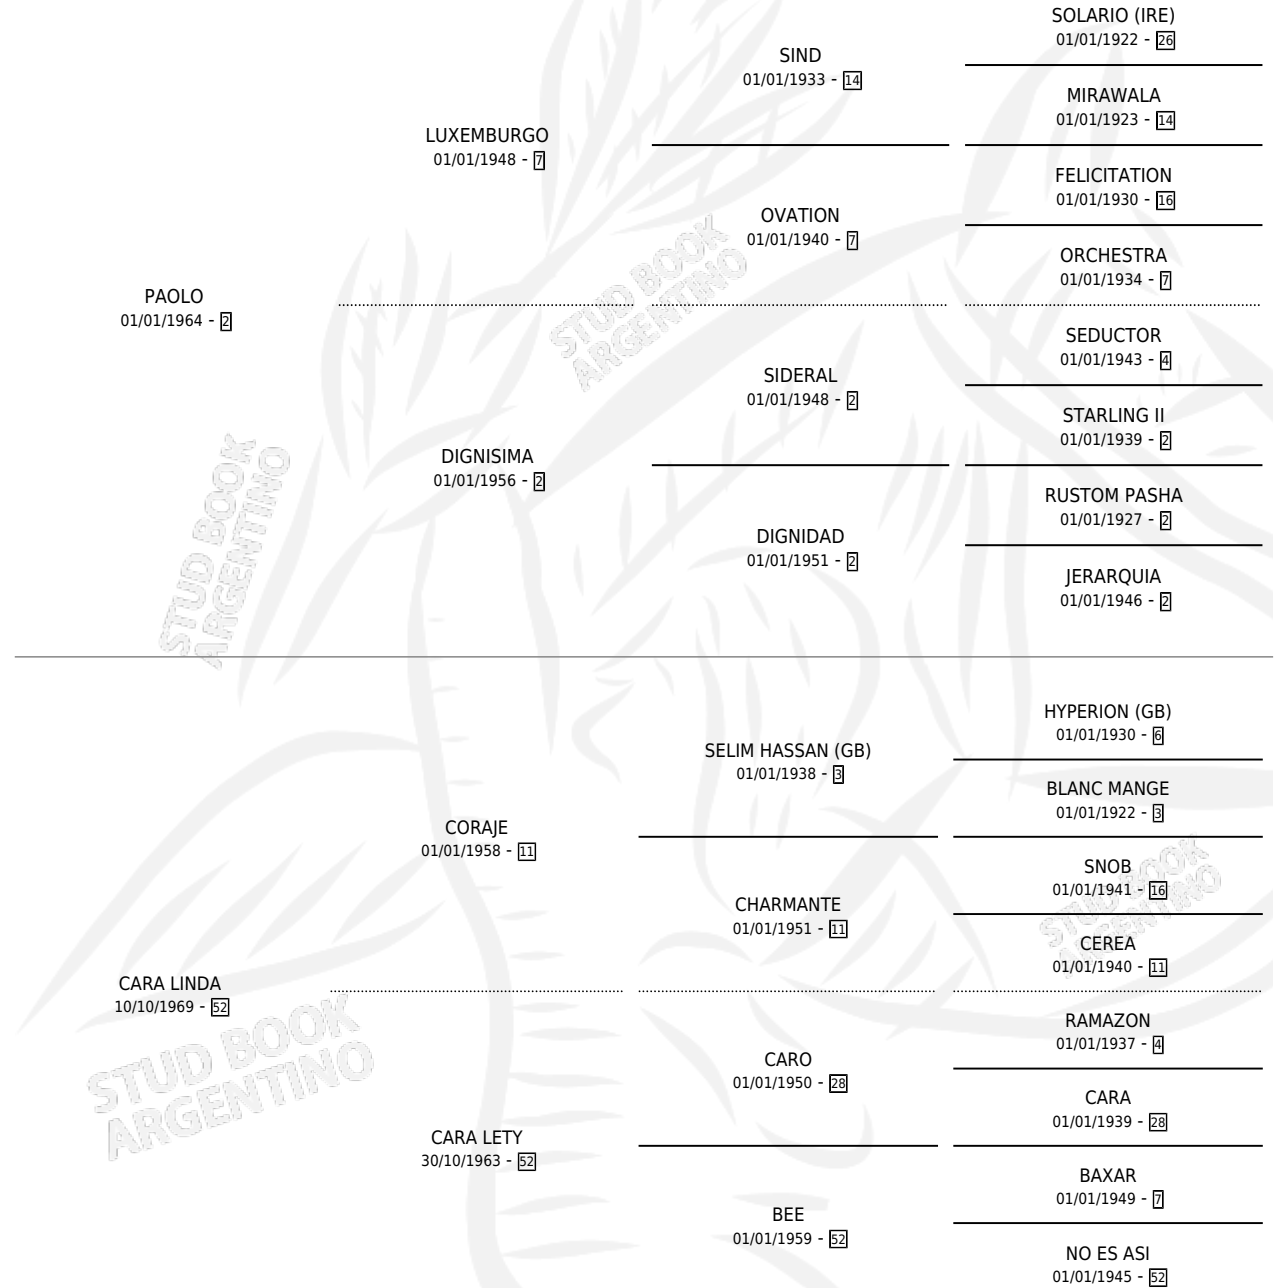 SOLARIO (IRE)
01/01/1922 - 26
SIND
01/01/1933 - 14
MIRAWALA
01/01/1923 - 14
LUXEMBURGO
01/01/1948 - 7
FELICITATION
01/01/1930 - 16
OVATION
01/01/1940 - 7
ORCHESTRA
01/01/1934 - 7
PAOLO
01/01/1964 - 2
SEDUCTOR
01/01/1943 - 4
SIDERAL
01/01/1948 - 2
STARLING II
01/01/1939 - 2
DIGNISIMA
01/01/1956 - 2
RUSTOM PASHA
01/01/1927 - 2
DIGNIDAD
01/01/1951 - 2
JERARQUIA
01/01/1946 - 2
HYPERION (GB)
01/01/1930 - 6
SELIM HASSAN (GB)
01/01/1938 - 3
BLANC MANGE
01/01/1922 - 3
CORAJE
01/01/1958 - 11
SNOB
01/01/1941 - 16
CHARMANTE
01/01/1951 - 11
CEREA
01/01/1940 - 11
CARA LINDA
10/10/1969 - 52
RAMAZON
01/01/1937 - 4
CARO
01/01/1950 - 28
CARA
01/01/1939 - 28
CARA LETY
30/10/1963 - 52
BAXAR
01/01/1949 - 7
BEE
01/01/1959 - 52
NO ES ASI
01/01/1945 - 52
STUD BOOK
ARGENTINO
STUD BOOK
ARGENTINO
STUD BOOK
ARGENTINO
STUD BOOK
ARGENTINO